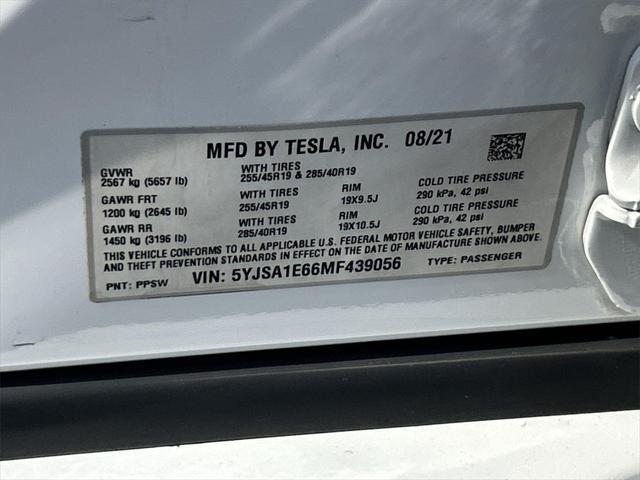 MFD BY TESLA, INC. 08/21
GVWR 2567 kg (5657 lb) WITH TIRES 255/45R19 & 285/40R19
GAWR FRT 1200 kg (2645 lb) WITH TIRES 255/45R19 RIM 19X9.5J COLD TIRE PRESSURE 290 kPa, 42 psi
GAWR RR 1450 kg (3196 lb) WITH TIRES 285/40R19 RIM 19X10.5J COLD TIRE PRESSURE 290 kPa, 42 psi
THIS VEHICLE CONFORMS TO ALL APPLICABLE U.S. FEDERAL MOTOR VEHICLE SAFETY, BUMPER
AND THEFT PREVENTION STANDARDS IN EFFECT ON THE DATE OF MANUFACTURE SHOWN ABOVE.
PNT: PPSW VIN: 5YJSA1E66MF439056 TYPE: PASSENGER